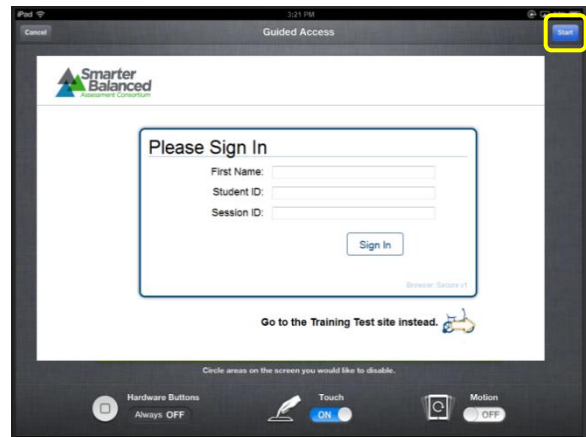 iPad 3:21 PM
Cancel Guided Access Start
Smarter
Balanced
Assessment Consortium
Please Sign In
First Name:
Student ID:
Session ID:
Sign In
Browser: Secure v1
Go to the Training Test site instead.
Circle areas on the screen you would like to disable.
Hardware Buttons Touch Motion
Always OFF ON OFF